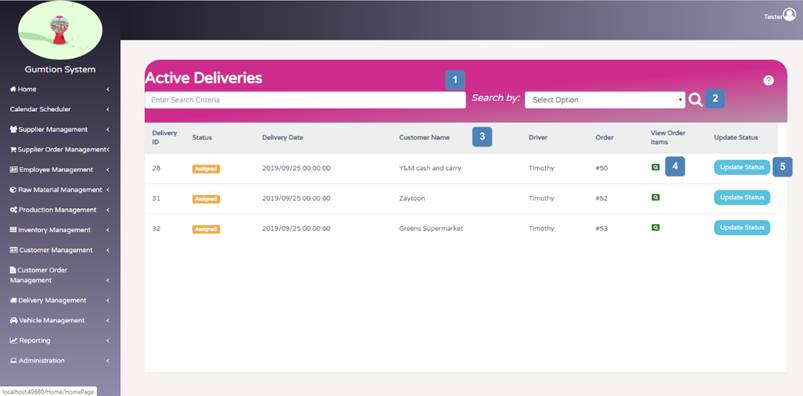 Tester
Gumtion System
Home
Calendar Scheduler
Supplier Management
Supplier Order Management
Employee Management
Raw Material Management
Production Management
Inventory Management
Customer Management
Customer Order
Management
Delivery Management
Vehicle Management
Reporting
Administration
localhost:49680/Home/HomePage
Active Deliveries
1
Enter Search Criteria
Search by:
Select Option
2
Delivery ID
Status
Delivery Date
Customer Name
3
Driver
Order
View Order Items
Update Status
28 Assigned 2019/09/25 00:00:00 Y&M cash and carry Timothy #50 4 Update Status 5
31 Assigned 2019/09/25 00:00:00 Zaytoon Timothy #52 Update Status
32 Assigned 2019/09/25 00:00:00 Greens Supermarket Timothy #53 Update Status